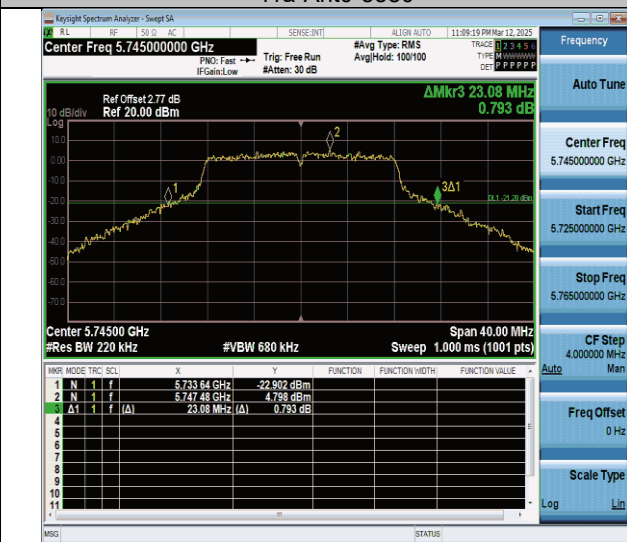 Keysight Spectrum Analyzer - Swept SA
RL RF 50 Ω AC SENSE:INT ALIGN AUTO 11:09:19 PM Mar 12, 2025
Center Freq 5.745000000 GHz #Avg Type: RMS TRACE 1 2 3 4 5 6
PNO: Fast Trig: Free Run Avg|Hold: 100/100 TYPE M
IFGain:Low #Atten: 30 dB DET P P P P P P
Frequency
Auto Tune
Center Freq
5.745000000 GHz
Start Freq
5.725000000 GHz
Stop Freq
5.765000000 GHz
CF Step
4.000000 MHz
Auto Man
Freq Offset
0 Hz
Scale Type
Log Lin
ΔMkr3 23.08 MHz
0.793 dB
Ref Offset 2.77 dB
10 dB/div Ref 20.00 dBm
Log
10.0
0.00
-10.0
-20.0
-30.0
-40.0
-50.0
-60.0
-70.0
1
2
3Δ1
DL1 -21.20 dBm
Center 5.74500 GHz Span 40.00 MHz
#Res BW 220 kHz #VBW 680 kHz Sweep 1.000 ms (1001 pts)
MKR MODE TRC SCL X Y FUNCTION FUNCTION WIDTH FUNCTION VALUE
1 N 1 f 5.733 64 GHz -22.902 dBm
2 N 1 f 5.747 48 GHz 4.798 dBm
3 Δ1 1 f (Δ) 23.08 MHz (Δ) 0.793 dB
4
5
6
7
8
9
10
11
MSG STATUS